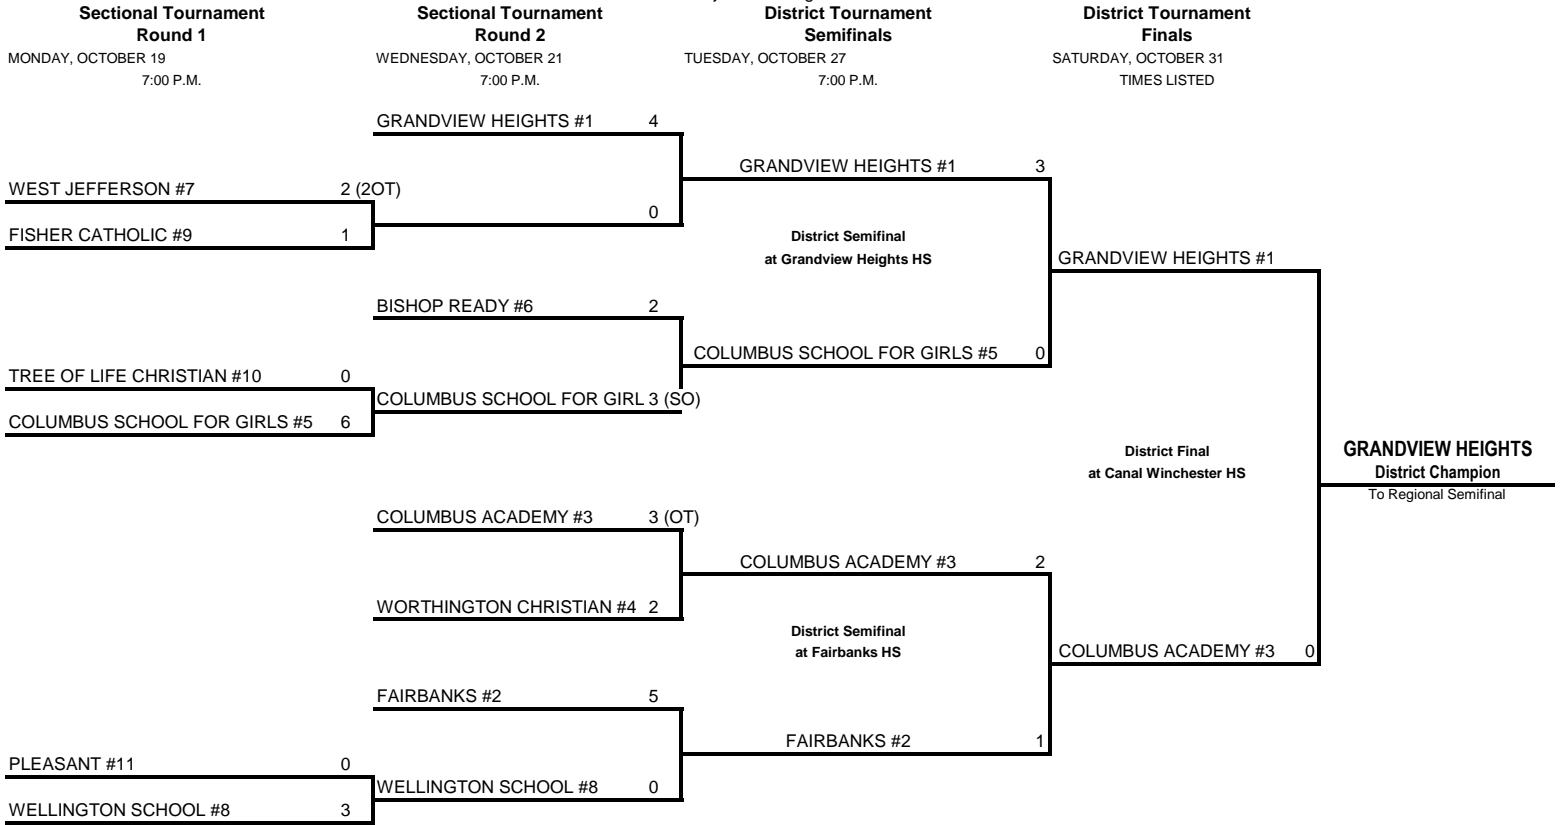 Sectional Tournament Sectional Tournament District Tournament District Tournament
Round 1 Round 2 Semifinals Finals
MONDAY, OCTOBER 19 WEDNESDAY, OCTOBER 21 TUESDAY, OCTOBER 27 SATURDAY, OCTOBER 31
7:00 P.M. 7:00 P.M. 7:00 P.M. TIMES LISTED
GRANDVIEW HEIGHTS #1 4
GRANDVIEW HEIGHTS #1 3
WEST JEFFERSON #7 2 (2OT)
0
FISHER CATHOLIC #9 1
District Semifinal
at Grandview Heights HS
GRANDVIEW HEIGHTS #1
BISHOP READY #6 2
COLUMBUS SCHOOL FOR GIRLS #5 0
TREE OF LIFE CHRISTIAN #10 0
COLUMBUS SCHOOL FOR GIRL 3 (SO)
COLUMBUS SCHOOL FOR GIRLS #5 6
District Final
at Canal Winchester HS
GRANDVIEW HEIGHTS
District Champion
To Regional Semifinal
COLUMBUS ACADEMY #3 3 (OT)
COLUMBUS ACADEMY #3 2
WORTHINGTON CHRISTIAN #4 2
District Semifinal
at Fairbanks HS
COLUMBUS ACADEMY #3 0
FAIRBANKS #2 5
FAIRBANKS #2 1
PLEASANT #11 0
WELLINGTON SCHOOL #8 0
WELLINGTON SCHOOL #8 3